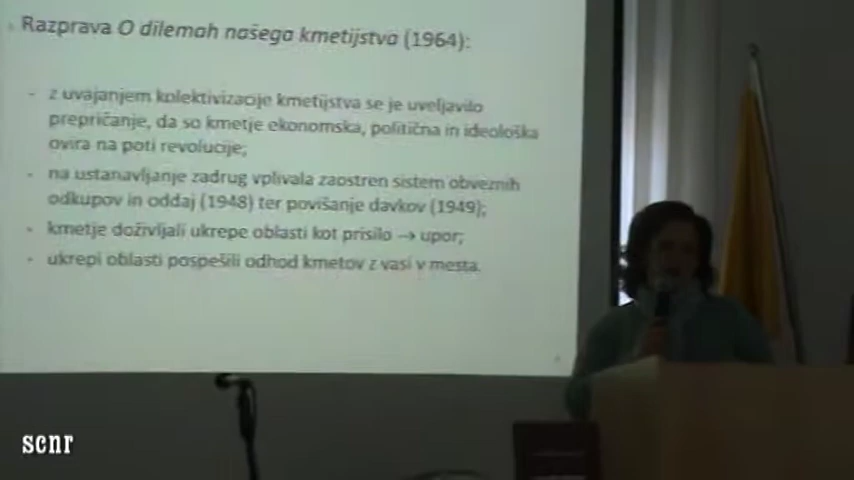 Razprava O dilemah našega kmetijstva (1964):
- z uvajanjem kolektivizacije kmetijstva se je uveljavilo
prepričanje, da so kmetje ekonomska, politična in ideološka
ovira na poti revolucije;
- na ustanavljanje zadrug vplivala zaostren sistem obveznih
odkupov in oddaj (1948) ter povišanje davkov (1949);
- kmetje doživljali ukrepe oblasti kot prisilo → upor;
- ukrepi oblasti pospešili odhod kmetov z vasi v mesta.
scnr